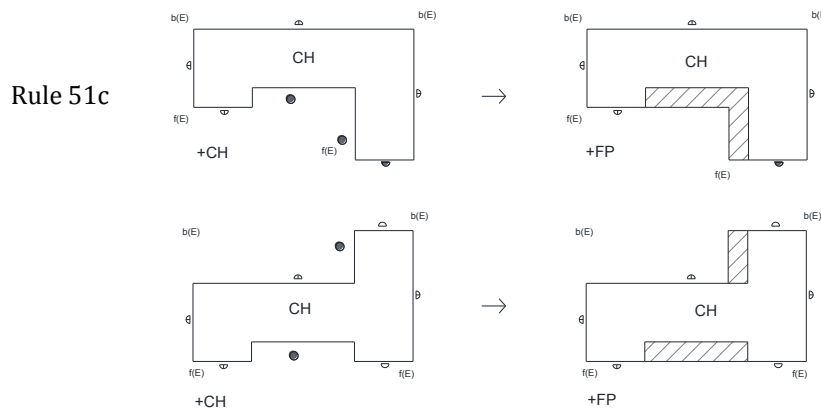 b(E) b(E) b(E) b(E
CH → CH
Rule 51c
f(E) f(E) f(E)
+CH +FP
f(E)
b(E) b(E) b(E) b(E)
CH → CH
f(E) f(E) f(E) f(E)
+CH +FP